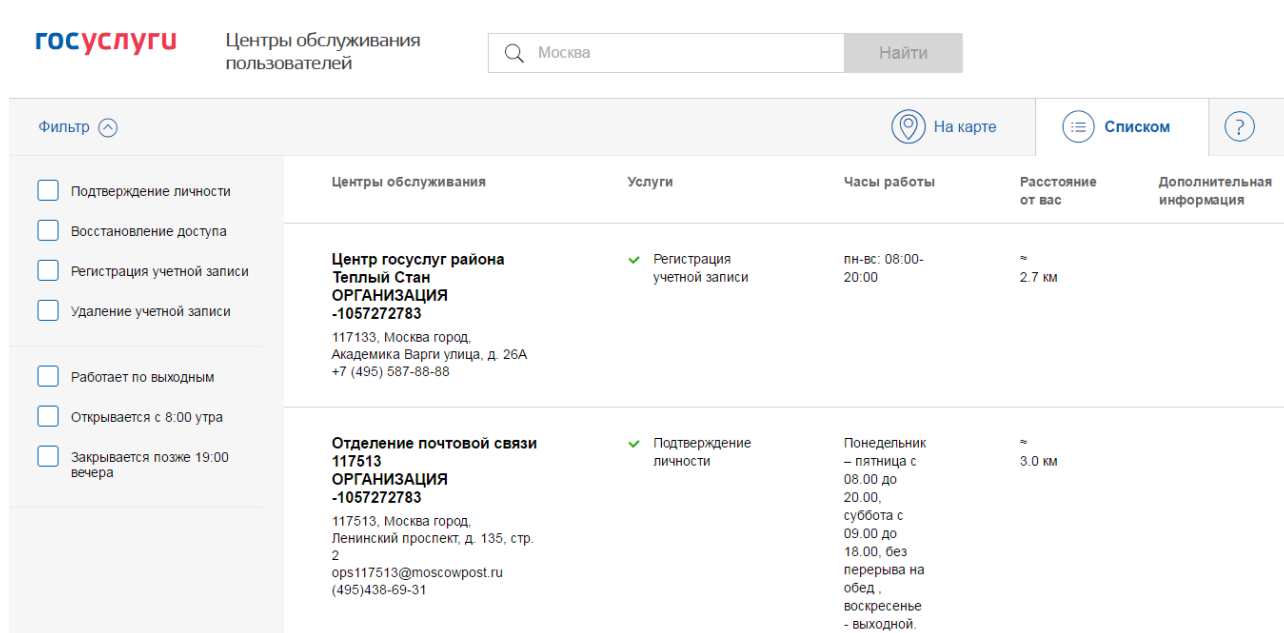 госуслуги
Центры обслуживания
пользователей
Москва
Найти
Фильтр
На карте
Списком
?
Подтверждение личности
Восстановление доступа
Регистрация учетной записи
Удаление учетной записи
Работает по выходным
Открывается с 8:00 утра
Закрывается позже 19:00
вечера
Центры обслуживания
Услуги
Часы работы
Расстояние
от вас
Дополнительная
информация
Центр госуслуг района
Теплый Стан
ОРГАНИЗАЦИЯ
-1057272783
117133, Москва город,
Академика Варги улица, д. 26А
+7 (495) 587-88-88
Регистрация
учетной записи
пн-вс: 08:00-
20:00
≈
2.7 км
Отделение почтовой связи
117513
ОРГАНИЗАЦИЯ
-1057272783
117513, Москва город,
Ленинский проспект, д. 135, стр.
2
ops117513@moscowpost.ru
(495)438-69-31
Подтверждение
личности
Понедельник
– пятница с
08.00 до
20.00,
суббота с
09.00 до
18.00, без
перерыва на
обед ,
воскресенье
- выходной.
≈
3.0 км